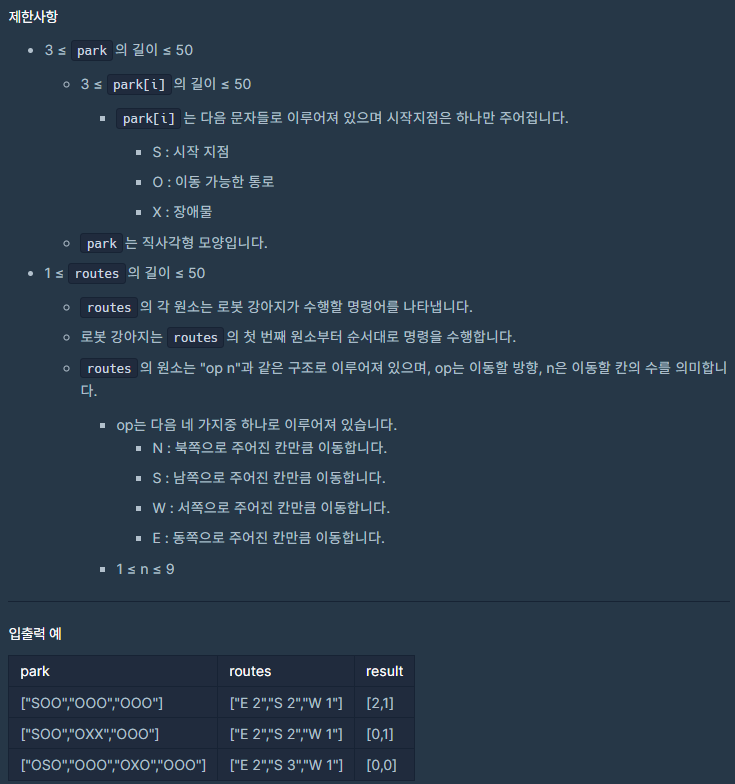 제한사항
3 ≤ park 의 길이 ≤ 50
3 ≤ park[i] 의 길이 ≤ 50
park[i] 는 다음 문자들로 이루어져 있으며 시작지점은 하나만 주어집니다.
S : 시작 지점
O : 이동 가능한 통로
X : 장애물
park 는 직사각형 모양입니다.
1 ≤ routes 의 길이 ≤ 50
routes 의 각 원소는 로봇 강아지가 수행할 명령어를 나타냅니다.
로봇 강아지는 routes 의 첫 번째 원소부터 순서대로 명령을 수행합니다.
routes 의 원소는 "op n"과 같은 구조로 이루어져 있으며, op는 이동할 방향, n은 이동할 칸의 수를 의미합니
다.
op는 다음 네 가지중 하나로 이루어져 있습니다.
N : 북쪽으로 주어진 칸만큼 이동합니다.
S : 남쪽으로 주어진 칸만큼 이동합니다.
W : 서쪽으로 주어진 칸만큼 이동합니다.
E : 동쪽으로 주어진 칸만큼 이동합니다.
1 ≤ n ≤ 9
입출력 예
park routes result
["SOO","OOO","OOO"] ["E 2","S 2","W 1"] [2,1]
["SOO","OXX","OOO"] ["E 2","S 2","W 1"] [0,1]
["OSO","OOO","OXO","OOO"] ["E 2","S 3","W 1"] [0,0]